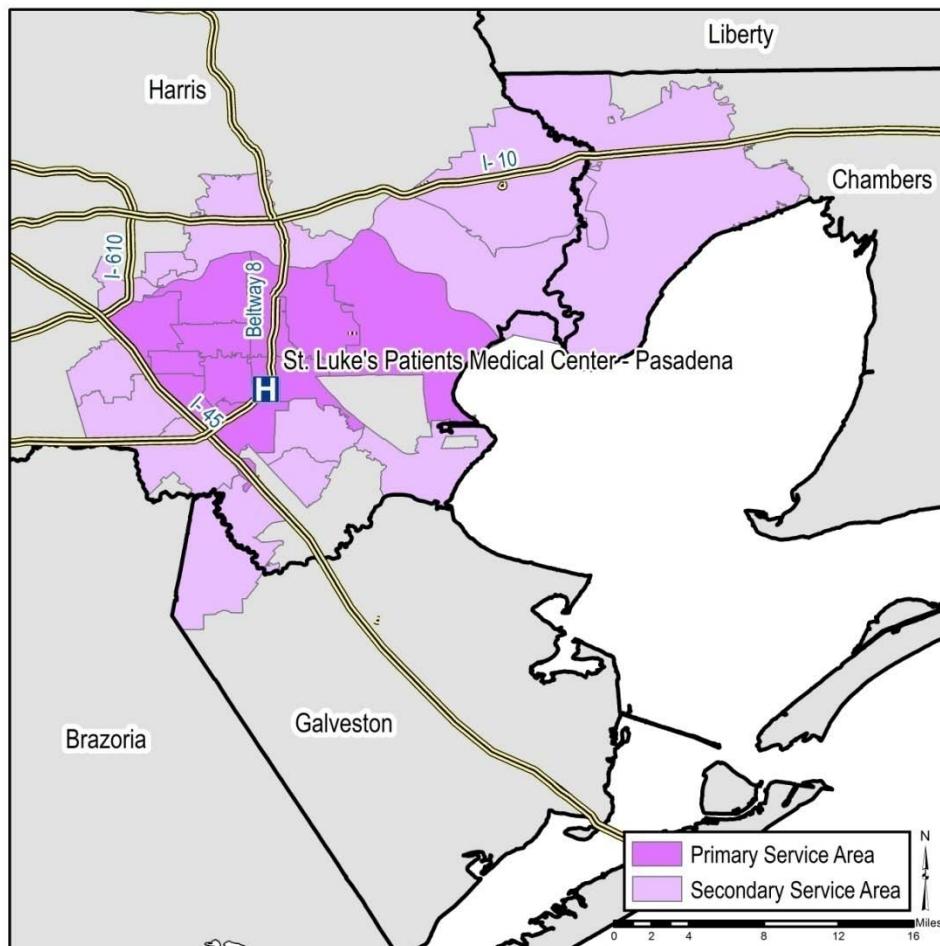 Liberty
Harris
I- 10
Chambers
I- 610
Beltway 8
St. Luke's Patients Medical Center - Pasadena
H
I- 45
Galveston
Brazoria
Primary Service Area
Secondary Service Area
N
Miles
0 2 4 8 12 16